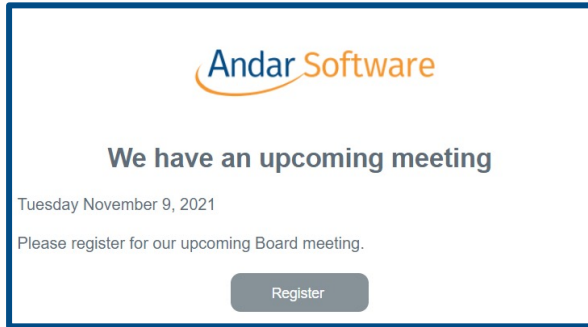 Andar Software
We have an upcoming meeting
Tuesday November 9, 2021
Please register for our upcoming Board meeting.
Register